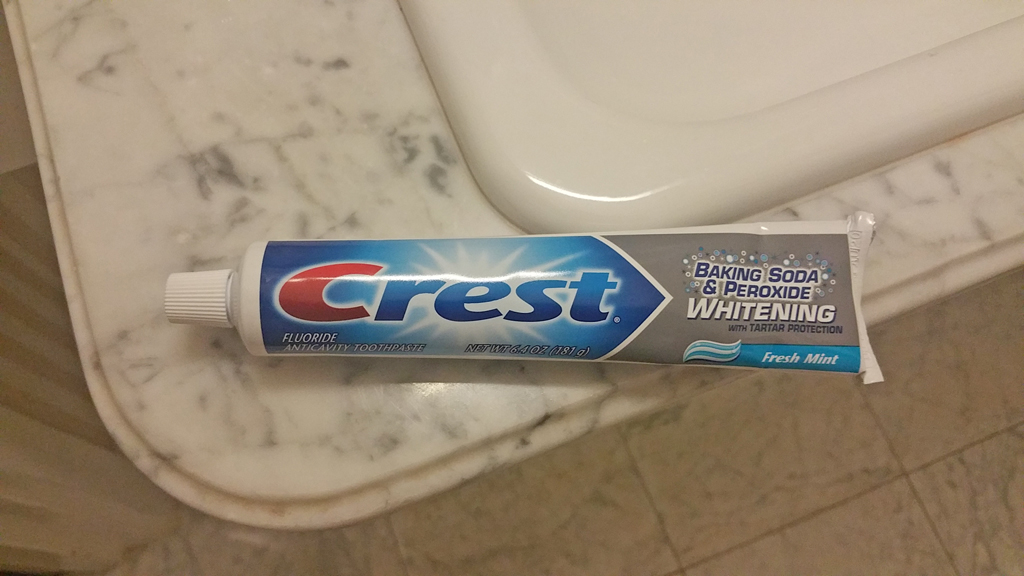 Crest®
FLUORIDE
ANTICAVITY TOOTHPASTE
NET WT 6.4 OZ (181 g)
BAKING SODA
& PEROXIDE
WHITENING
WITH TARTAR PROTECTION
Fresh Mint